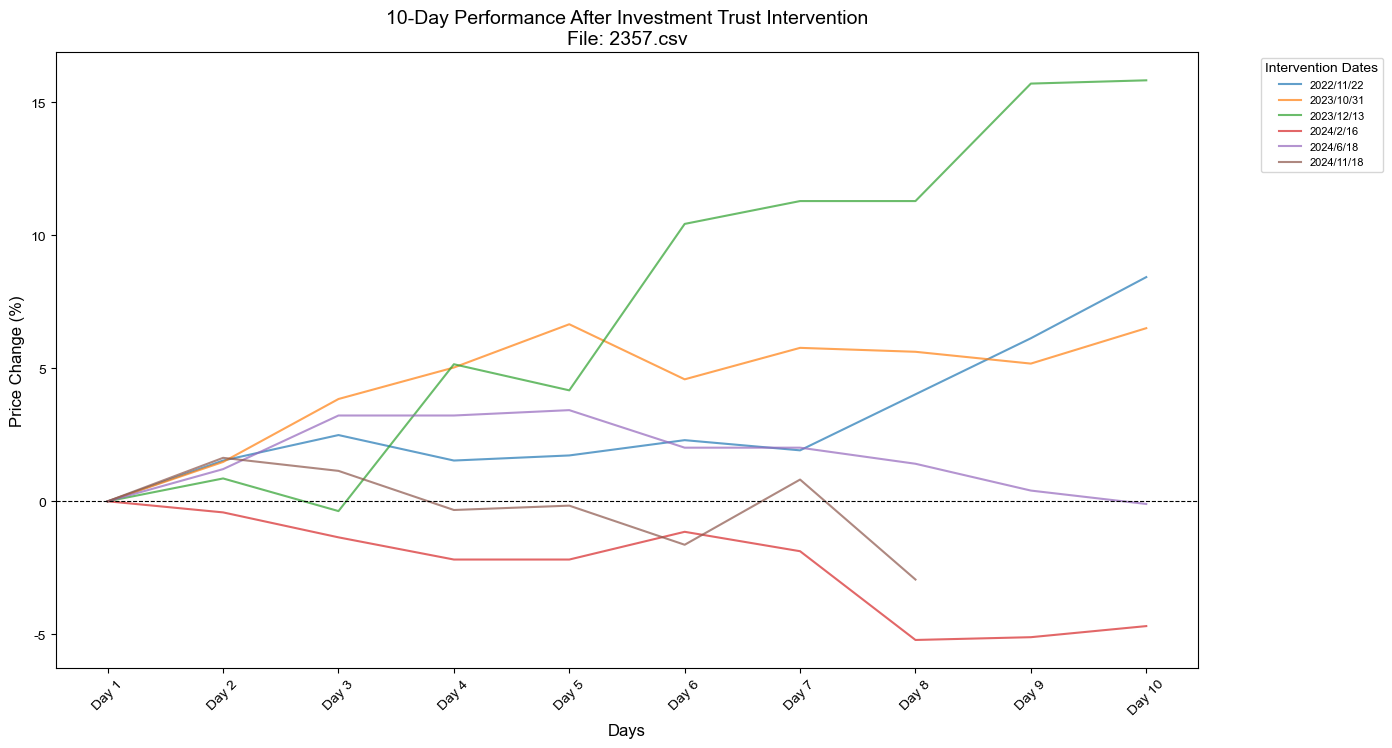 10-Day Performance After Investment Trust Intervention
File: 2357.csv
Intervention Dates
2022/11/22
2023/10/31
2023/12/13
2024/2/16
2024/6/18
2024/11/18
Price Change (%)
15
10
5
0
-5
Day 1
Day 2
Day 3
Day 4
Day 5
Day 6
Day 7
Day 8
Day 9
Day 10
Days